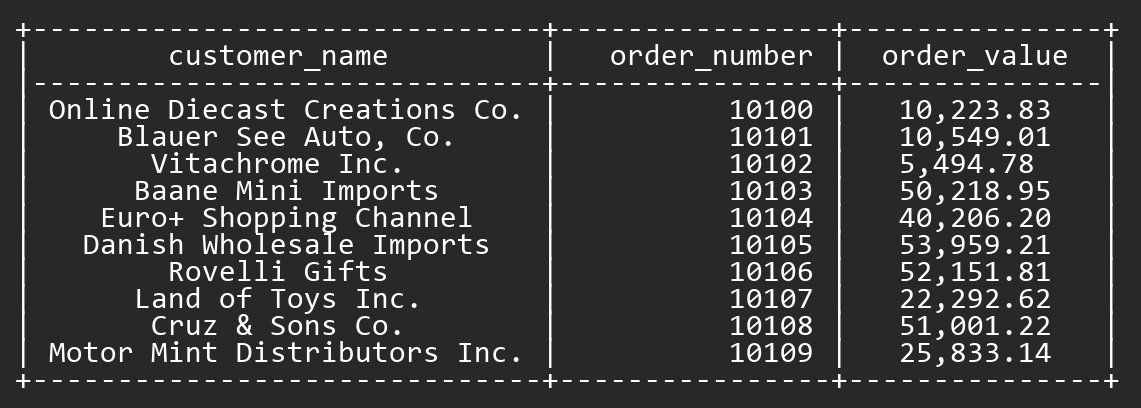 +------------------------------+----------------+---------------+
| customer_name | order_number | order_value |
|------------------------------+----------------+---------------|
| Online Diecast Creations Co. | 10100 | 10,223.83 |
| Blauer See Auto, Co. | 10101 | 10,549.01 |
| Vitachrome Inc. | 10102 | 5,494.78 |
| Baane Mini Imports | 10103 | 50,218.95 |
| Euro+ Shopping Channel | 10104 | 40,206.20 |
| Danish Wholesale Imports | 10105 | 53,959.21 |
| Rovelli Gifts | 10106 | 52,151.81 |
| Land of Toys Inc. | 10107 | 22,292.62 |
| Cruz & Sons Co. | 10108 | 51,001.22 |
| Motor Mint Distributors Inc. | 10109 | 25,833.14 |
+------------------------------+----------------+---------------+